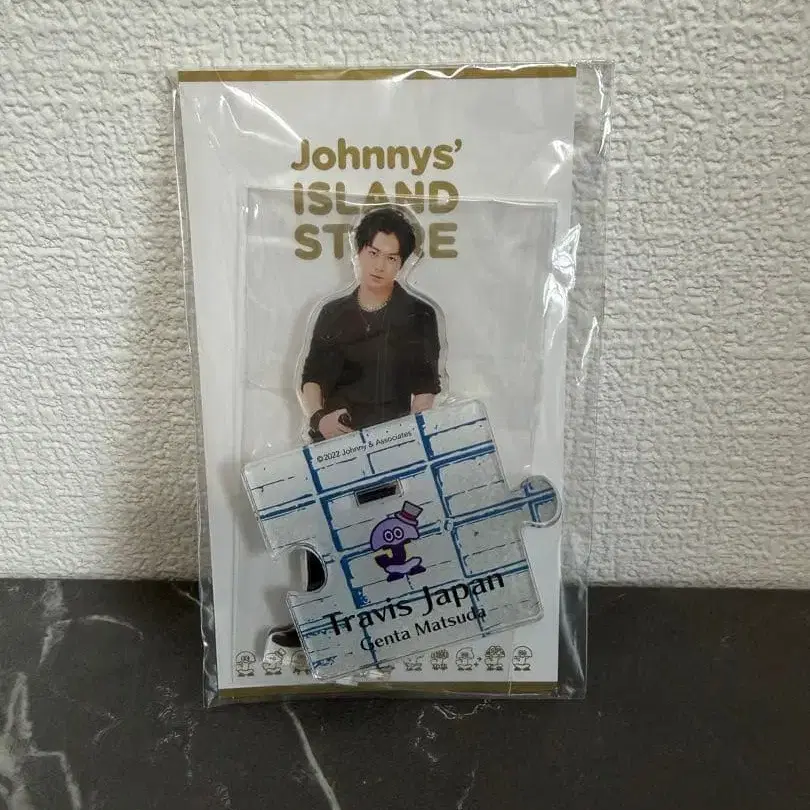 Johnnys’
ISLAND
STORE
©2022 Johnny & Associates
Travis Japan
Genta Matsuda